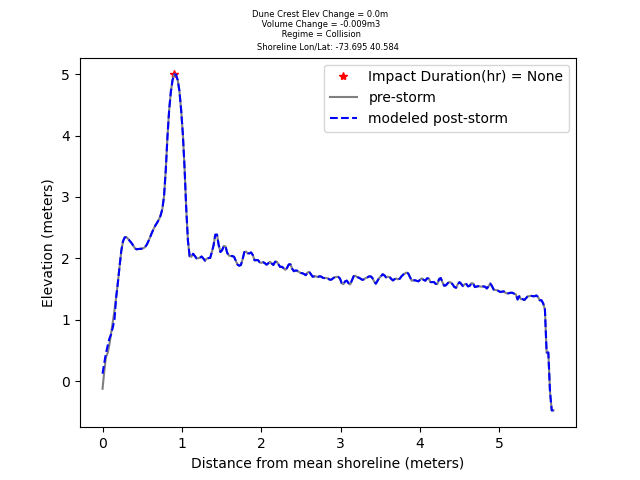 Dune Crest Elev Change = 0.0m
Volume Change = -0.009m3
Regime = Collision
Shoreline Lon/Lat: -73.695 40.584
Impact Duration(hr) = None
pre-storm
modeled post-storm
Elevation (meters)
5
4
3
2
1
0
0 1 2 3 4 5
Distance from mean shoreline (meters)